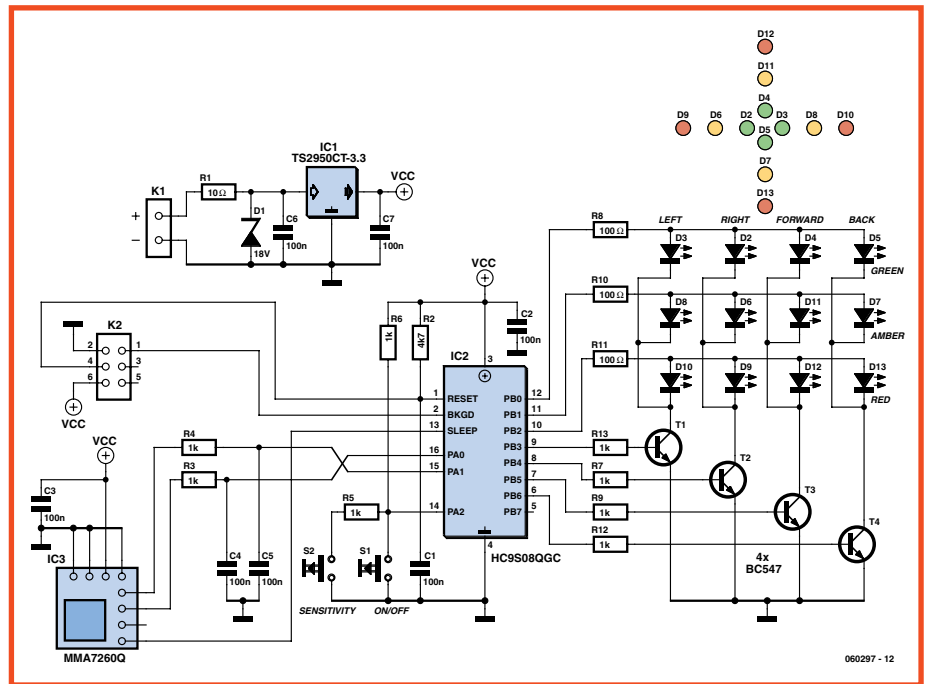 D12
D11
D4
D9 D6 D2 D3 D8 D10
D5
D7
D13
IC1
TS2950CT-3.3
K1
+
–
R1
10Ω
D1
18V
C6
100n
C7
100n
VCC
R8
100Ω
LEFT RIGHT FORWARD BACK
D3 D2 D4 D5
GREEN
R10
100Ω
D8 D6 D11 D7
AMBER
R11
100Ω
D10 D9 D12 D13
RED
VCC
R6
1k
R2
4k7
C2
100n
K2
2 1
4 3
6 5
VCC
IC2
3
1 RESET PB0 12
2 BKGD PB1 11
13 SLEEP PB2 10
PB3 9
16 PA0 PB4 8
15 PA1 PB5 7
PB6 6
14 PA2 PB7 5
4
HC9S08QGC
R13
1k
R7
1k
R9
1k
R12
1k
T1
T2
T3
T4
4x
BC547
VCC
C3
100n
R4
1k
R3
1k
R5
1k
C4
100n
C5
100n
S2
SENSITIVITY
S1
ON/OFF
C1
100n
IC3
MMA7260Q
060297 - 12